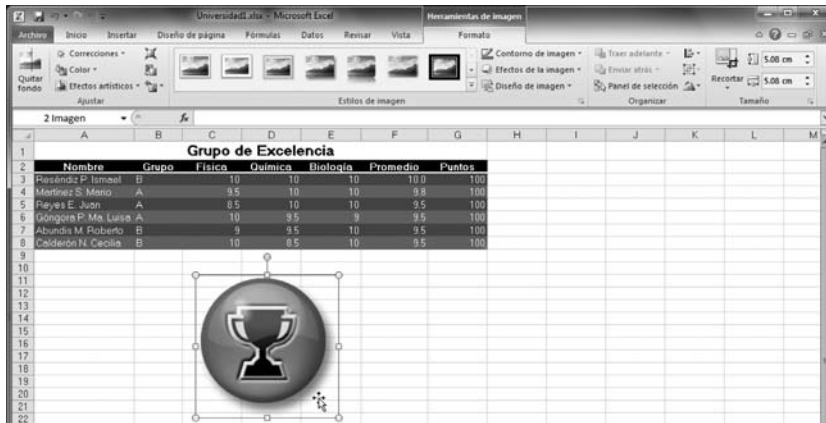 Universidad1.xlsx - Microsoft Excel
Herramientas de imagen
Archivo Inicio Insertar Diseño de página Fórmulas Datos Revisar Vista Formato
Correcciones
Contorno de imagen
Traer adelante
5.08 cm
Color
Efectos de la imagen
Enviar atrás
Quitar fondo
Efectos artísticos
Diseño de imagen
Panel de selección
Recortar
5.08 cm
Ajustar Estilos de imagen Organizar Tamaño
2 Imagen fx
A B C D E F G H I J K L M
1 Grupo de Excelencia
2 Nombre Grupo Física Química Biología Promedio Puntos
3 Reséndiz P. Ismael B 10 10 10 10.0 100
4 Martínez S. Mario A 9.5 10 10 9.8 100
5 Reyes E. Juan A 8.5 10 10 9.5 100
6 Góngora P. Ma. Luisa A 10 9.5 9 9.5 100
7 Abundis M. Roberto B 9 9.5 10 9.5 100
8 Calderón N. Cecilia B 10 8.5 10 9.5 100
9
10
11
12
13
14
15
16
17
18
19
20
21
22